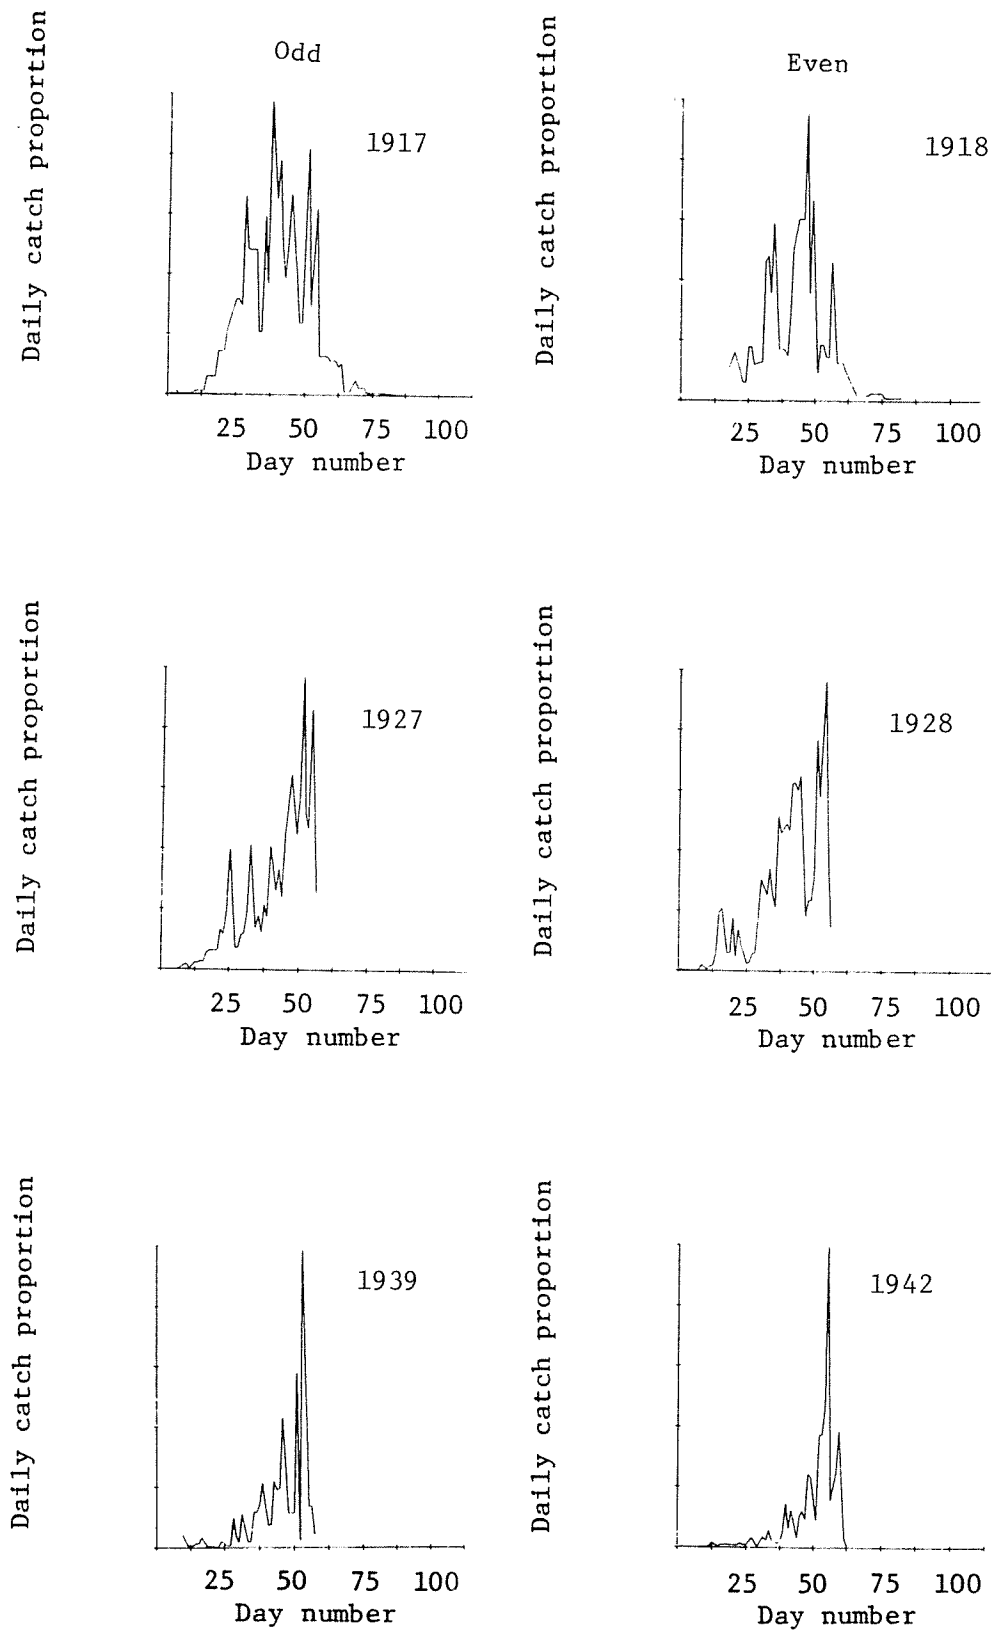 Odd
Even
Daily catch proportion
1917
25 50 75 100
Day number
Daily catch proportion
1918
25 50 75 100
Day number
Daily catch proportion
1927
25 50 75 100
Day number
Daily catch proportion
1928
25 50 75 100
Day number
Daily catch proportion
1939
25 50 75 100
Day number
Daily catch proportion
1942
25 50 75 100
Day number